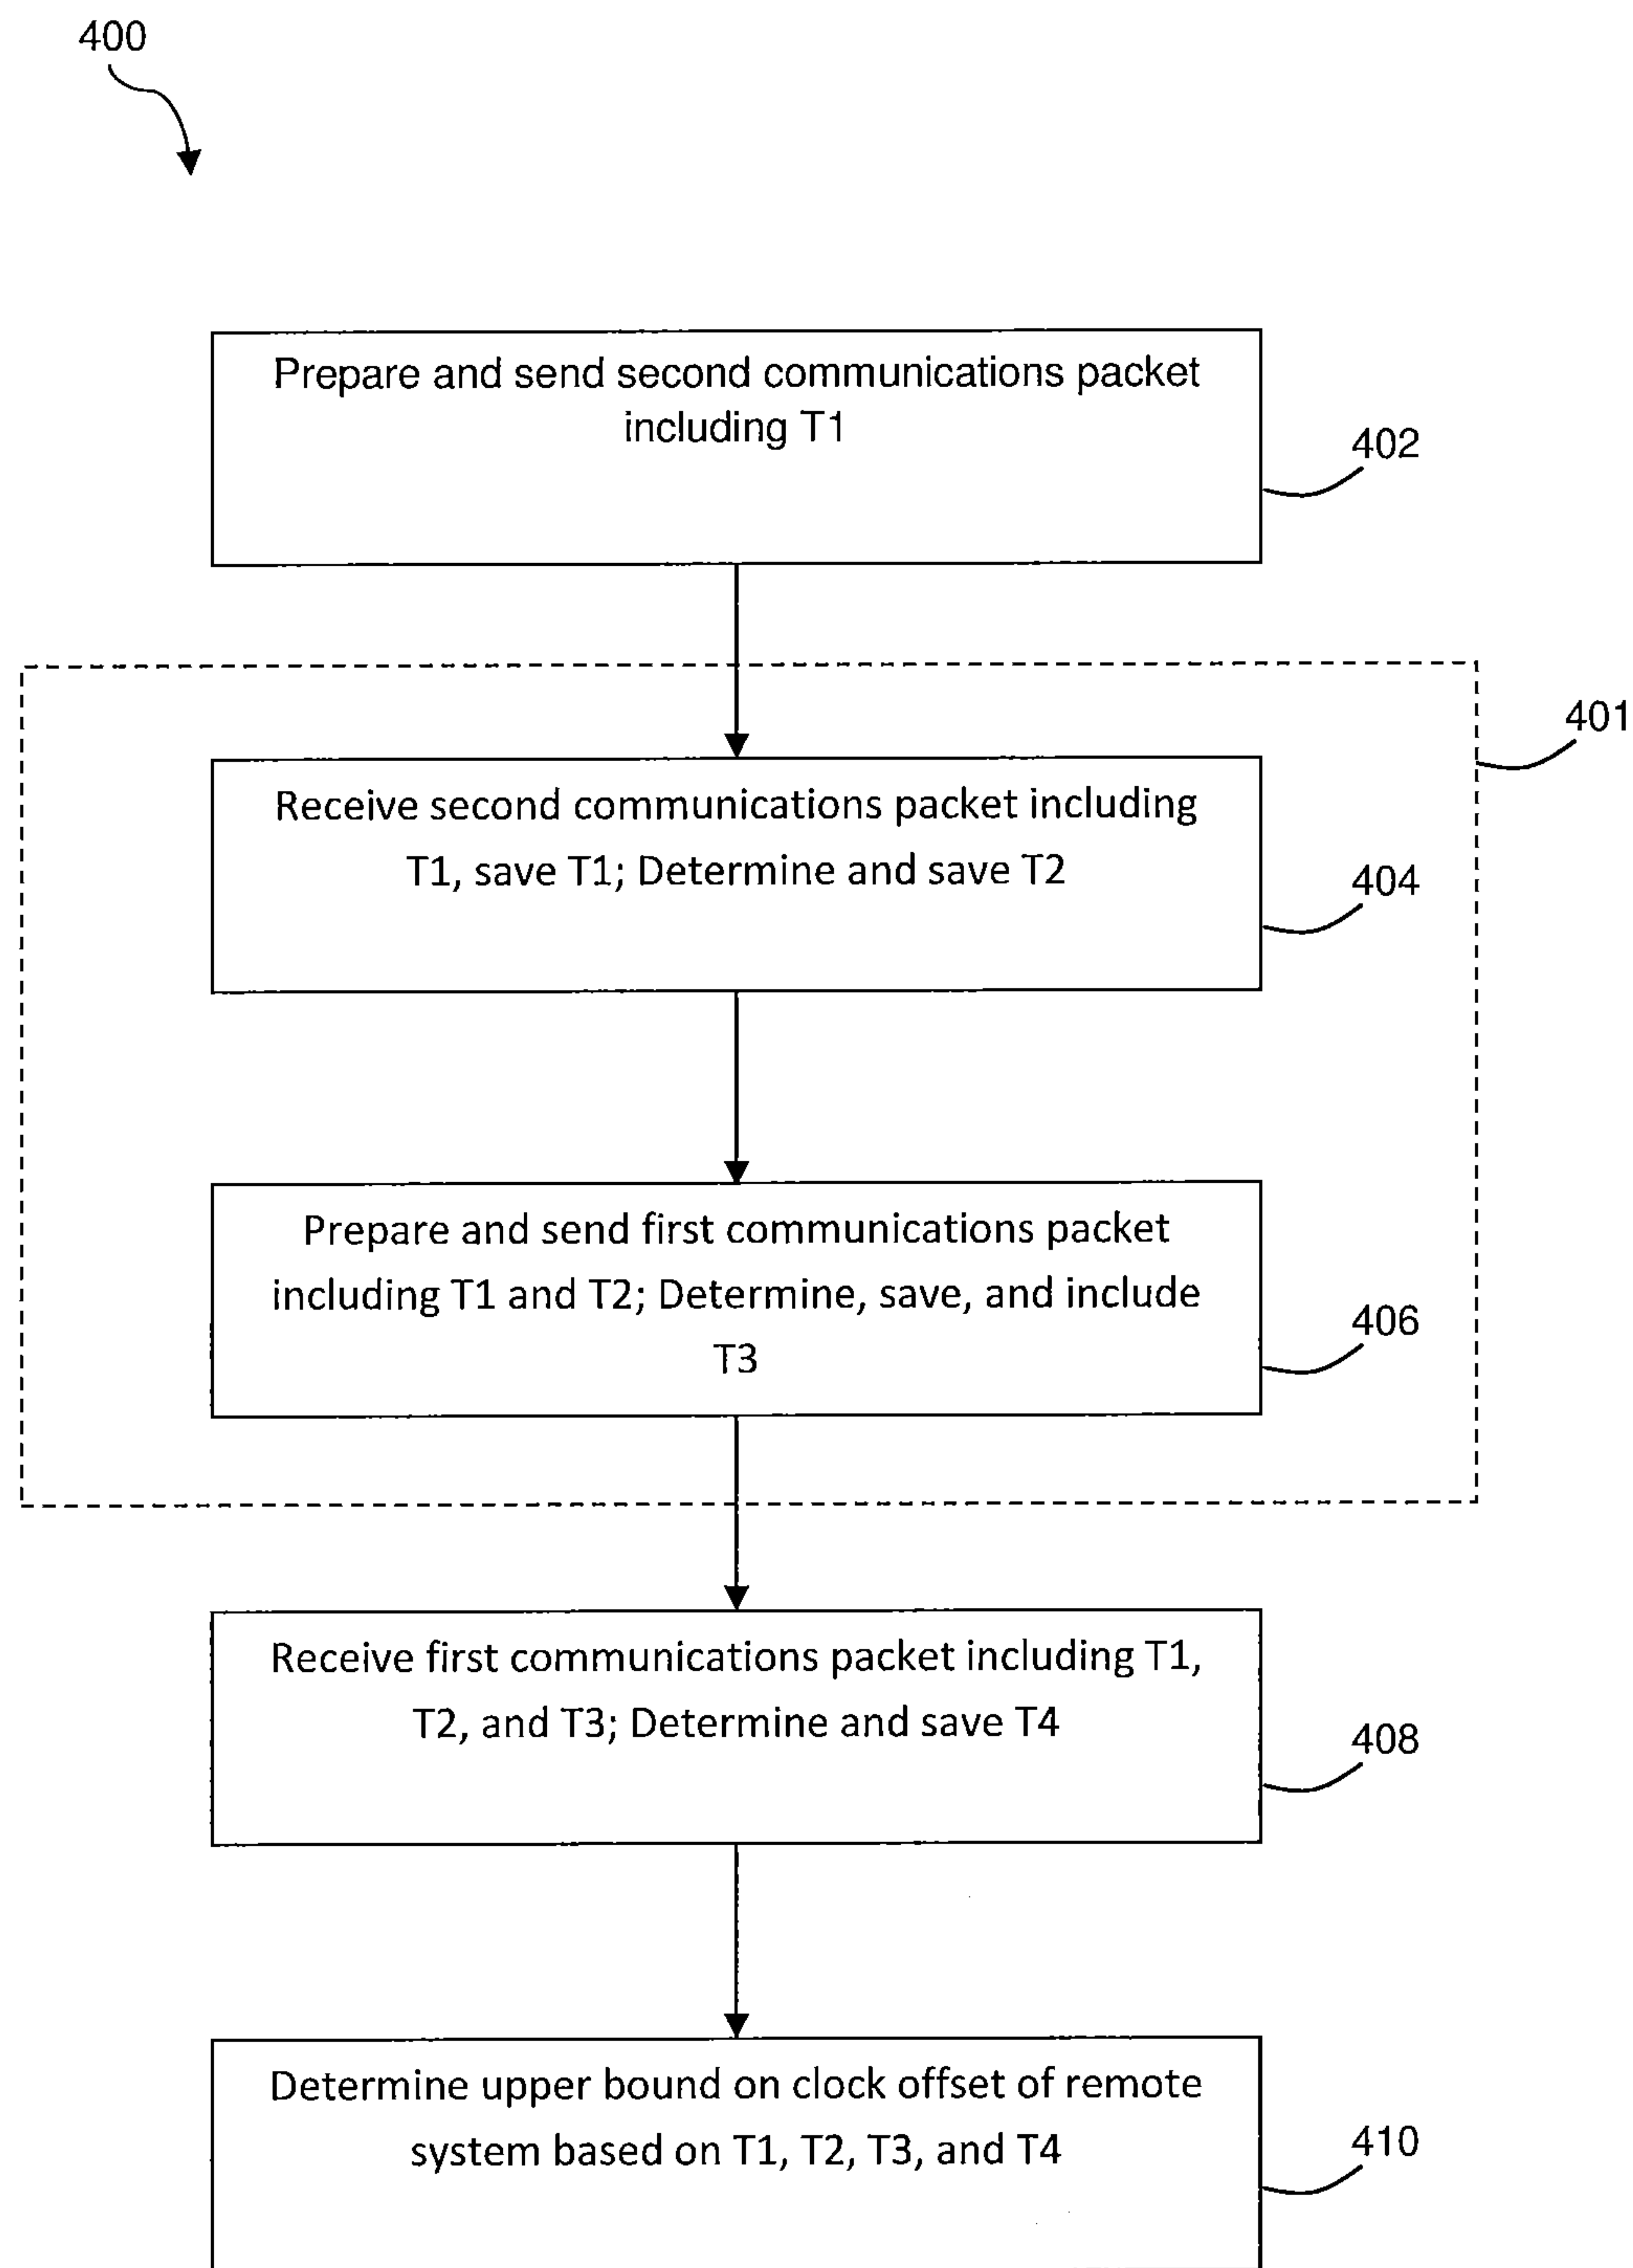 400
Prepare and send second communications packet
including T1
402
401
Receive second communications packet including
T1, save T1; Determine and save T2
404
Prepare and send first communications packet
including T1 and T2; Determine, save, and include
T3
406
Receive first communications packet including T1,
T2, and T3; Determine and save T4
408
Determine upper bound on clock offset of remote
system based on T1, T2, T3, and T4
410